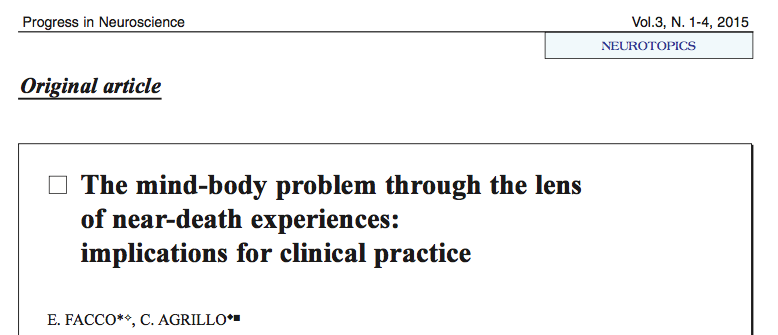 Progress in Neuroscience
Vol.3, N. 1-4, 2015
NEUROTOPICS
Original article
The mind-body problem through the lens
of near-death experiences:
implications for clinical practice
E. FACCO*✧, C. AGRILLO◆■